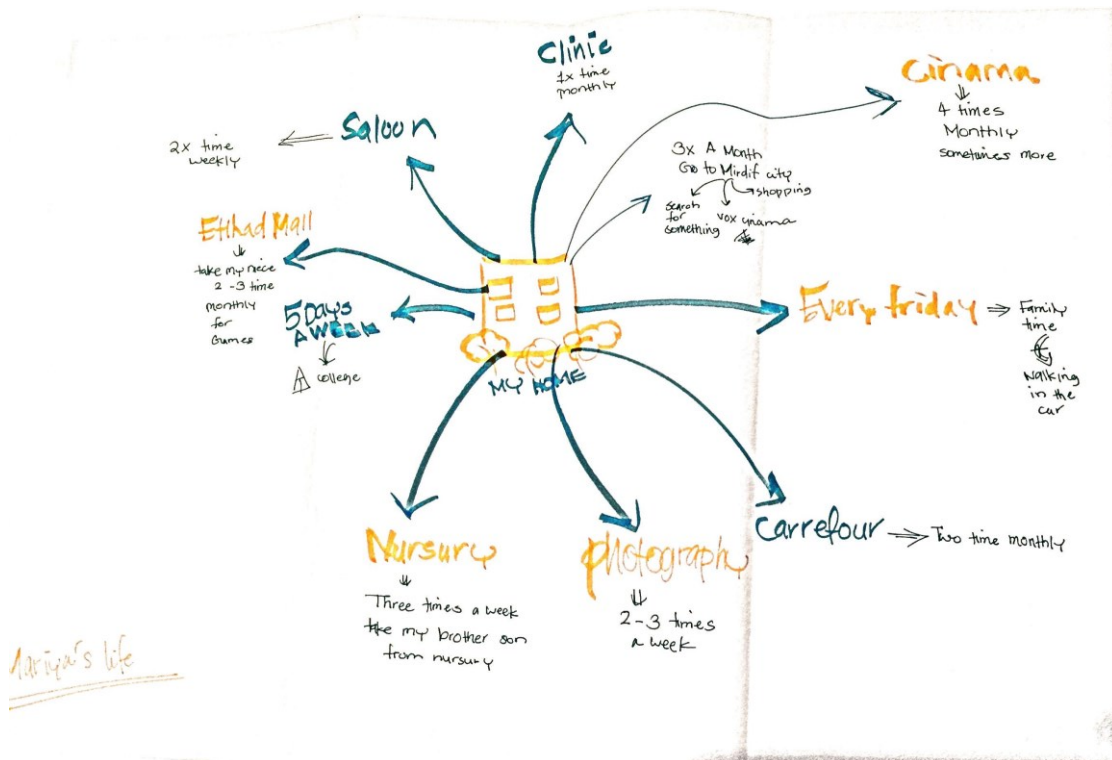 Clinic
1x time
monthly
Cinama
4 times
Monthly
sometimes more
Saloon
2x time
weekly
3x A Month
Go to Mirdif city
shopping
Search
for
something
vox cinama
Etihad Mall
take my niece
2-3 time
monthly
for
Games
5 Days
A WEEK
college
MY HOME
Every friday
Family
time
Walking
in the
car
Carrefour
Two time monthly
Nursury
Three times a week
take my brother son
from nursury
photography
2-3 times
a week
Mariya's life